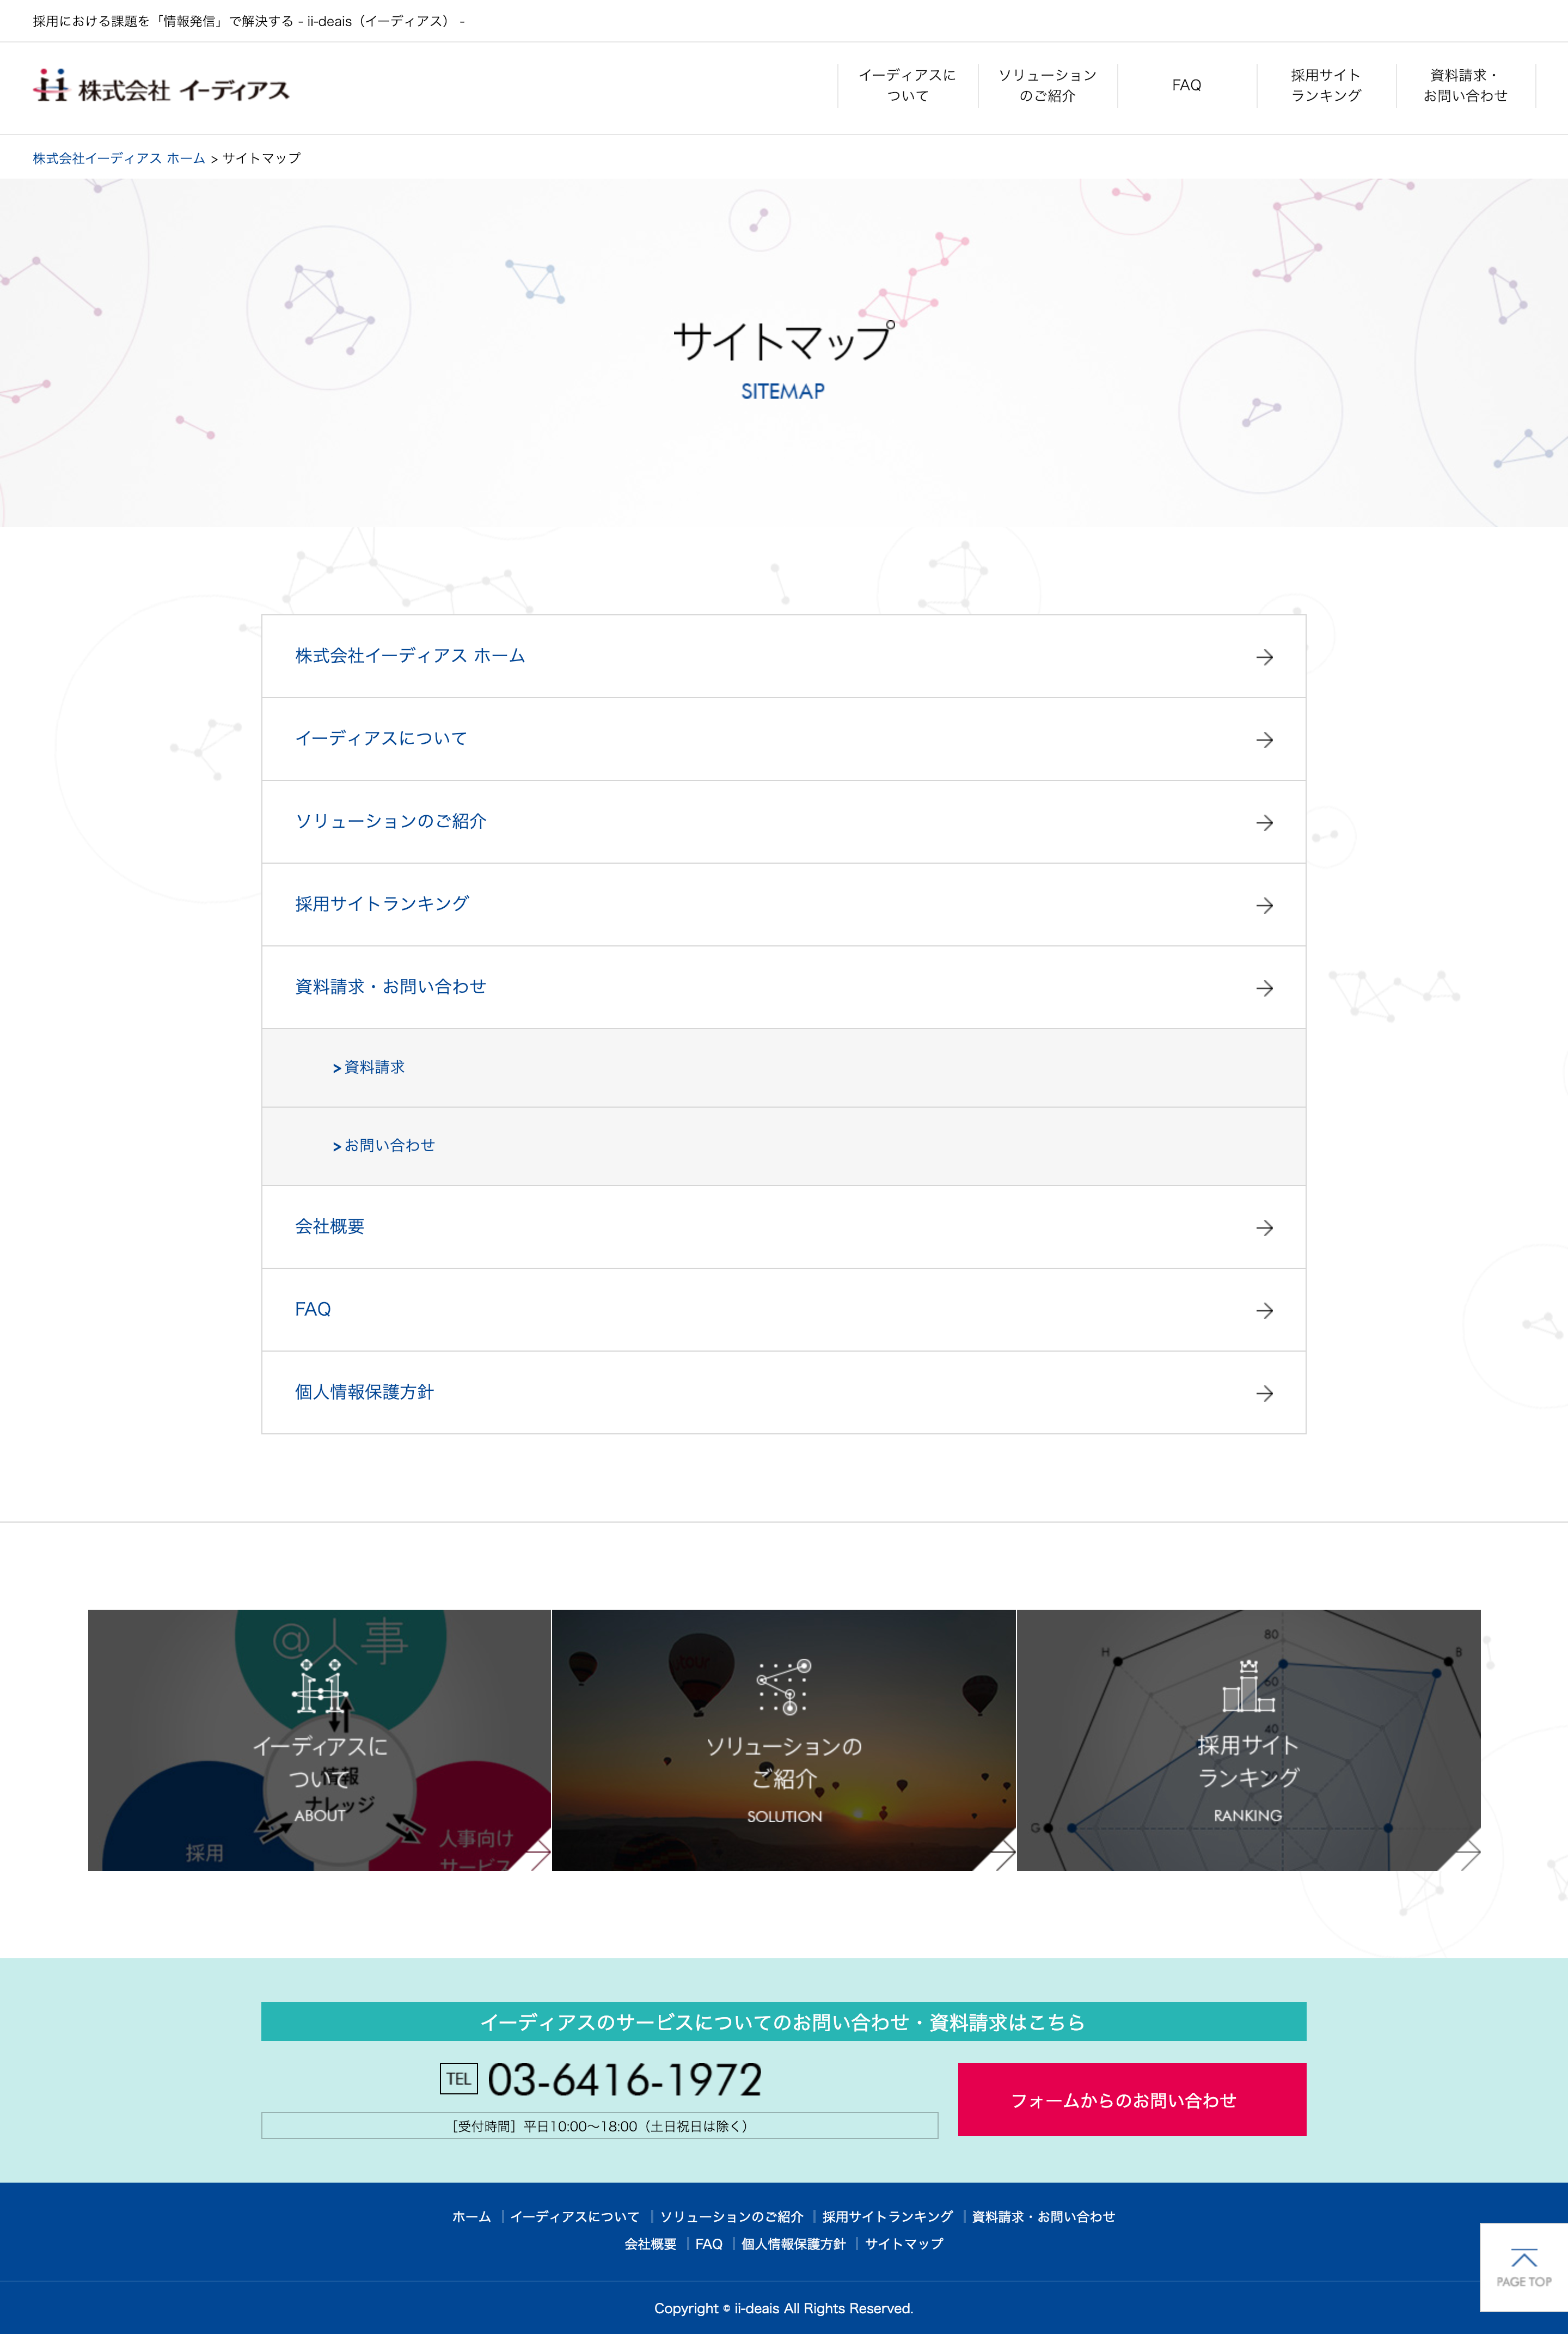 採用における課題を「情報発信」で解決する - ii-deais（イーディアス） -
株式会社 イーディアス
イーディアスに
ついて
ソリューション
のご紹介
FAQ
採用サイト
ランキング
資料請求・
お問い合わせ
株式会社イーディアス ホーム > サイトマップ
サイトマップ
SITEMAP
株式会社イーディアス ホーム
イーディアスについて
ソリューションのご紹介
採用サイトランキング
資料請求・お問い合わせ
> 資料請求
> お問い合わせ
会社概要
FAQ
個人情報保護方針
@人事
イーディアスに
ついて
ABOUT
情報
ナレッジ
採用
人事向け
サービス
ソリューションの
ご紹介
SOLUTION
H
B
G
80
60
40
採用サイト
ランキング
RANKING
イーディアスのサービスについてのお問い合わせ・資料請求はこちら
TEL 03-6416-1972
［受付時間］平日10:00〜18:00（土日祝日は除く）
フォームからのお問い合わせ
ホーム | イーディアスについて | ソリューションのご紹介 | 採用サイトランキング | 資料請求・お問い合わせ
会社概要 | FAQ | 個人情報保護方針 | サイトマップ
PAGE TOP
Copyright © ii-deais All Rights Reserved.